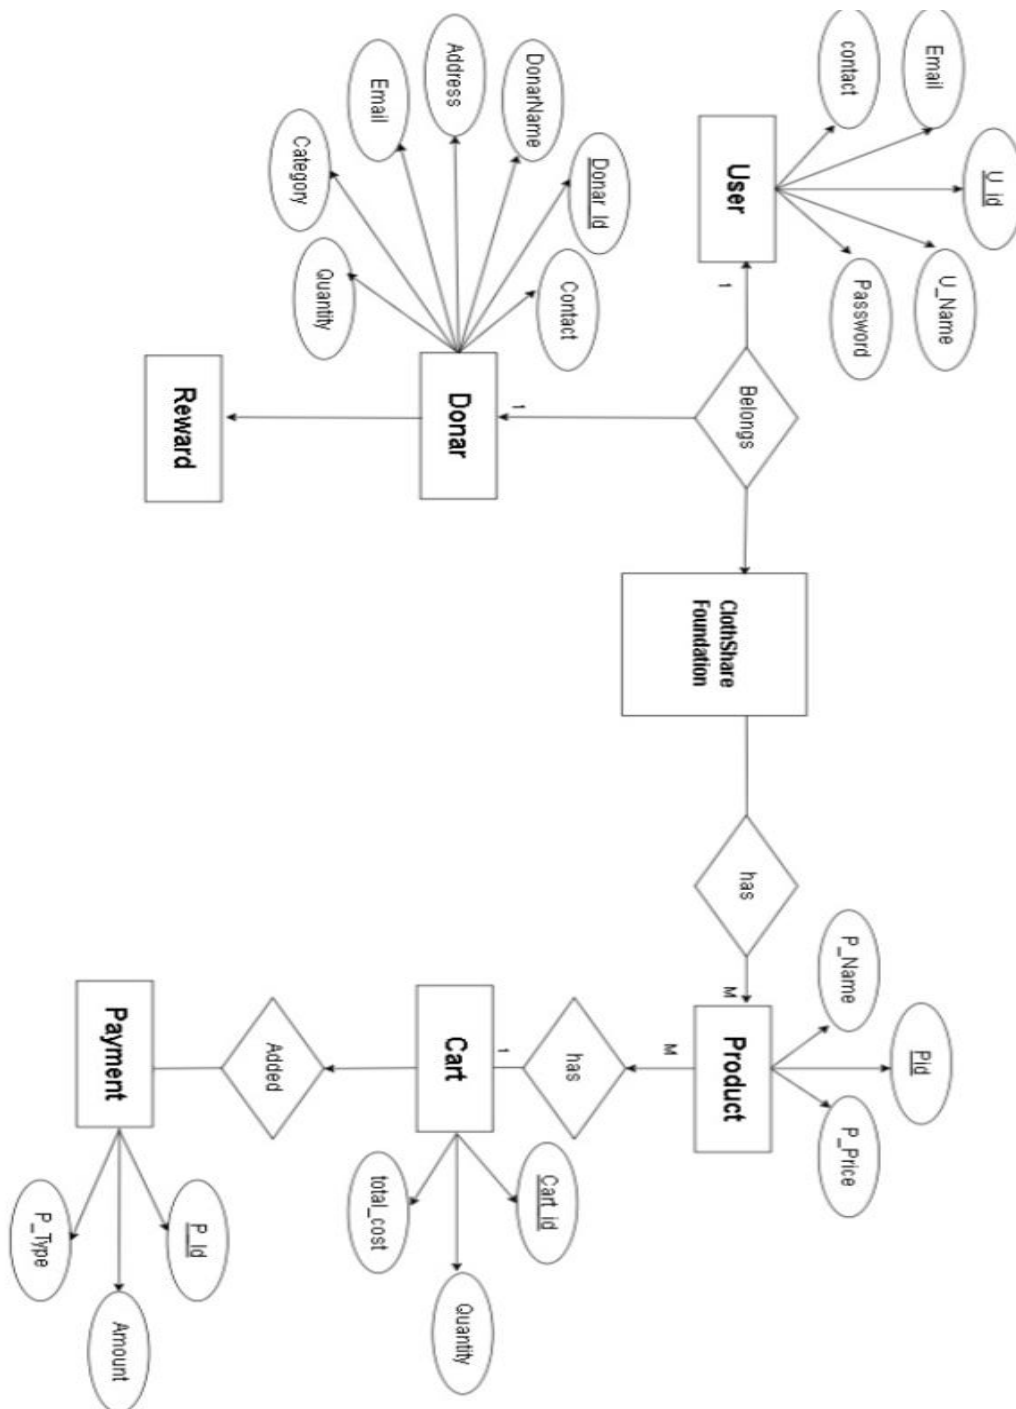 Email
contact
U_id
User
U_Name
Password
1
Belongs
DonarName
Address
Email
Category
Donar_Id
Quantity
Contact
Donar
1
Reward
ClothShare
Foundation
has
M
Product
Pid
P_Name
P_Price
M
has
1
Cart
Cart_id
total_cost
Quantity
Added
Payment
P_Id
P_Type
Amount